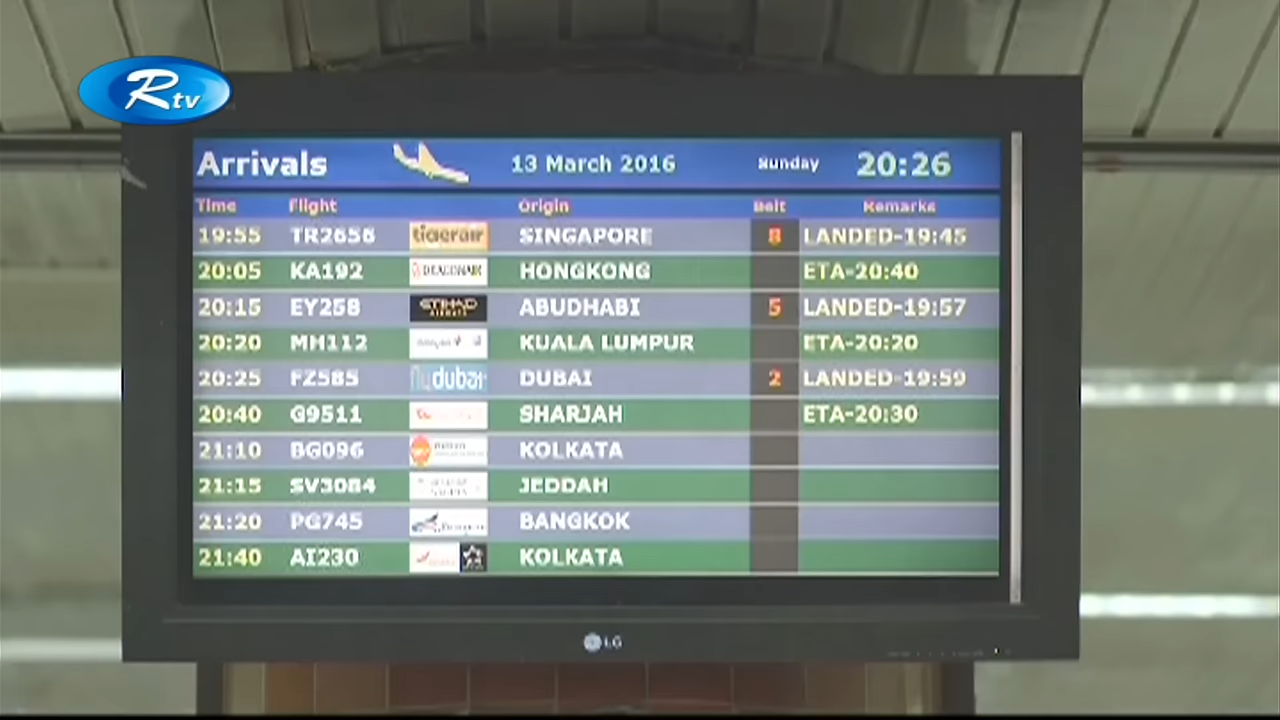 Rtv
Arrivals 13 March 2016 Sunday 20:26
Time Flight Origin Belt Remarks
19:55 TR2656 tigerair SINGAPORE 8 LANDED-19:45
20:05 KA192 DRAGONAIR HONGKONG ETA-20:40
20:15 EY258 ETIHAD AIRWAYS ABUDHABI 5 LANDED-19:57
20:20 MH112 KUALA LUMPUR ETA-20:20
20:25 FZ585 flydubai DUBAI 2 LANDED-19:59
20:40 G9511 SHARJAH ETA-20:30
21:10 BG096 KOLKATA
21:15 SV3084 JEDDAH
21:20 PG745 BANGKOK
21:40 AI230 KOLKATA
LG